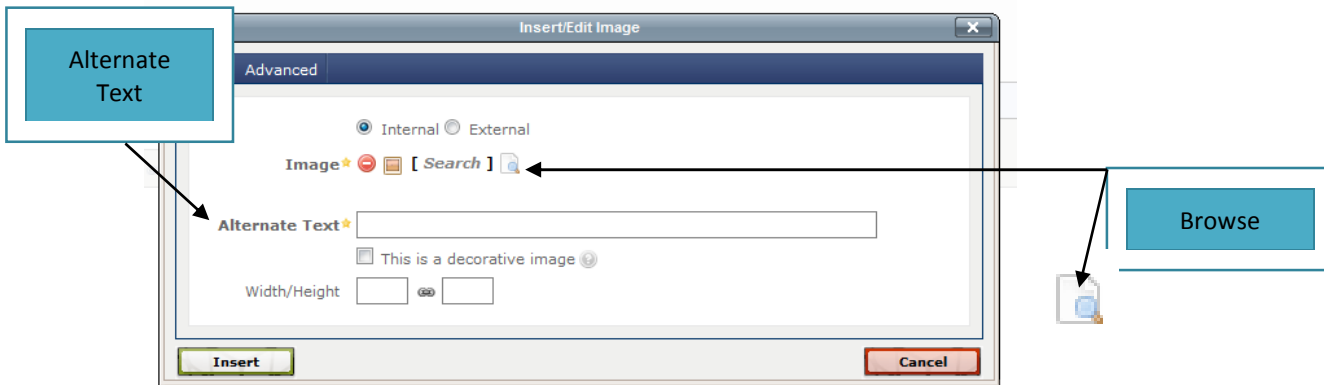 Insert/Edit Image
Alternate
Text
Advanced
Internal External
Image* [ Search ]
Alternate Text*
This is a decorative image ?
Width/Height
Insert Cancel
Browse